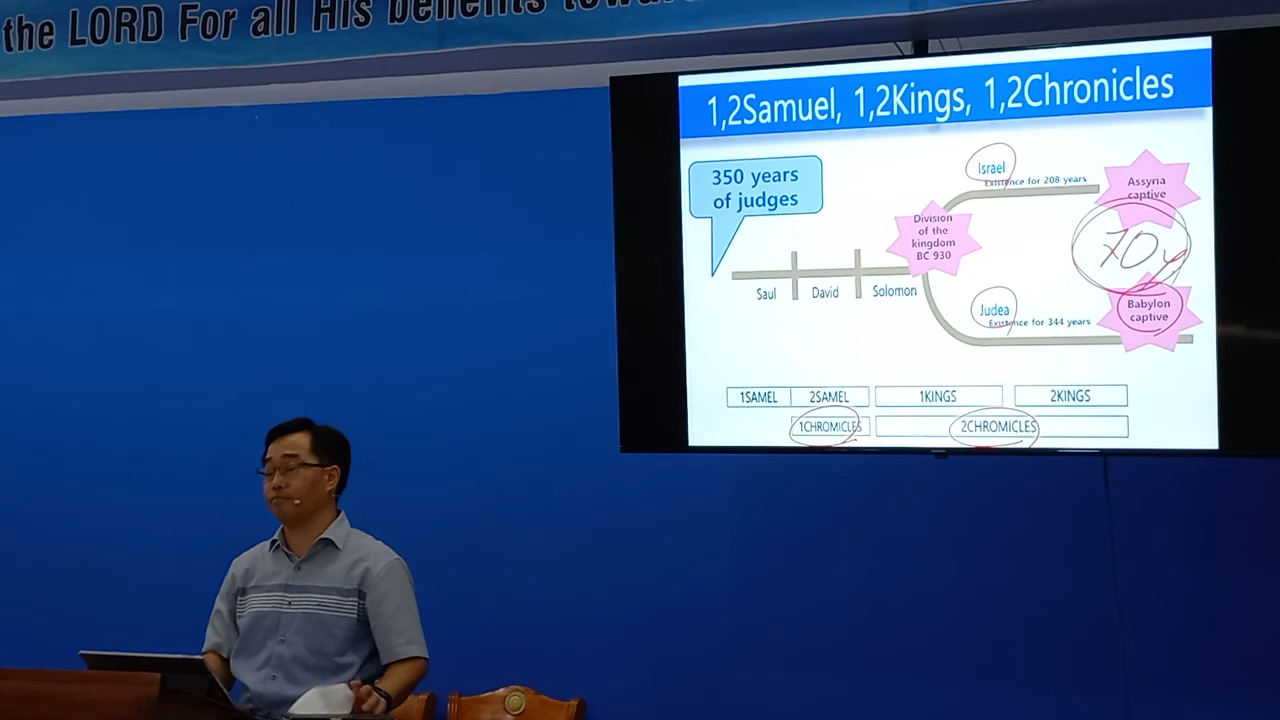 the LORD For all His benefits
1,2Samuel, 1,2Kings, 1,2Chronicles
350 years
of judges
Israel
Existence for 208 years
Assyria
captive
Division
of the
kingdom
BC 930
70y
Saul
David
Solomon
Judea
Existence for 344 years
Babylon
captive
1SAMEL
2SAMEL
1KINGS
2KINGS
1CHROMICLES
2CHROMICLES